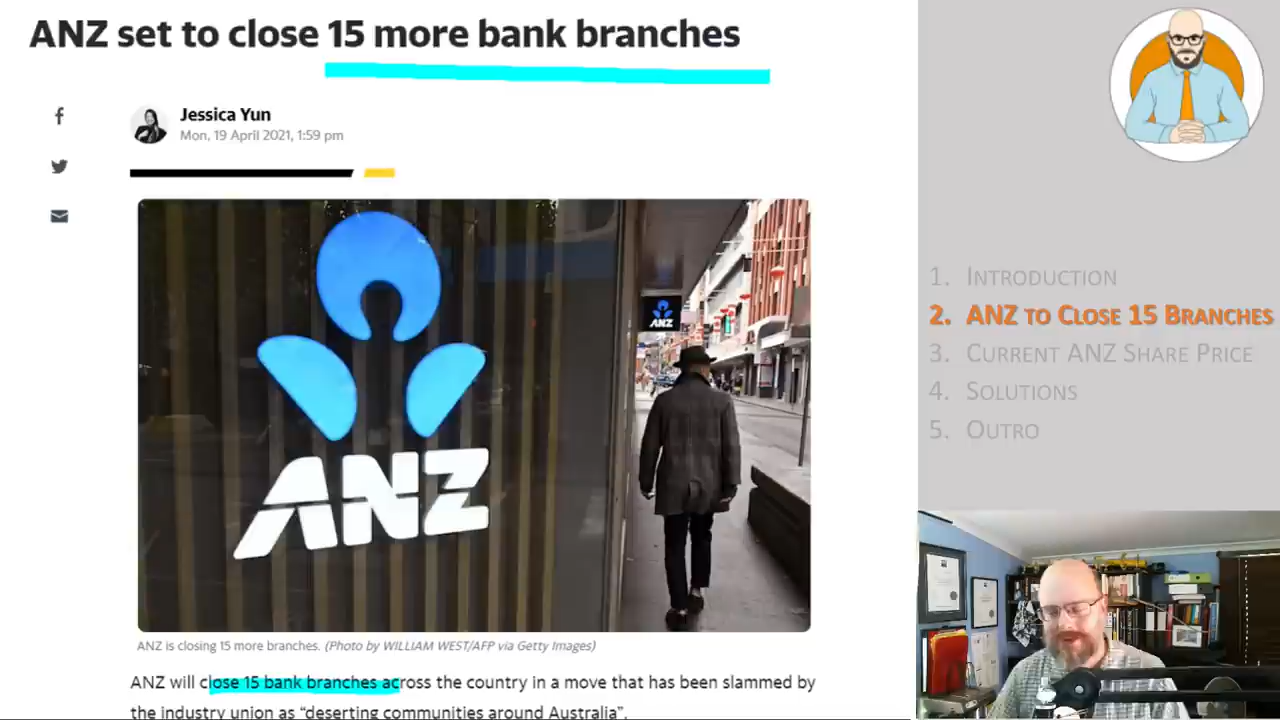 ANZ set to close 15 more bank branches
Jessica Yun
Mon, 19 April 2021, 1:59 pm
ANZ
ANZ
ANZ is closing 15 more branches. (Photo by WILLIAM WEST/AFP via Getty Images)
ANZ will close 15 bank branches across the country in a move that has been slammed by
the industry union as “deserting communities around Australia”.
1. Introduction
2. ANZ to Close 15 Branches
3. Current ANZ Share Price
4. Solutions
5. Outro